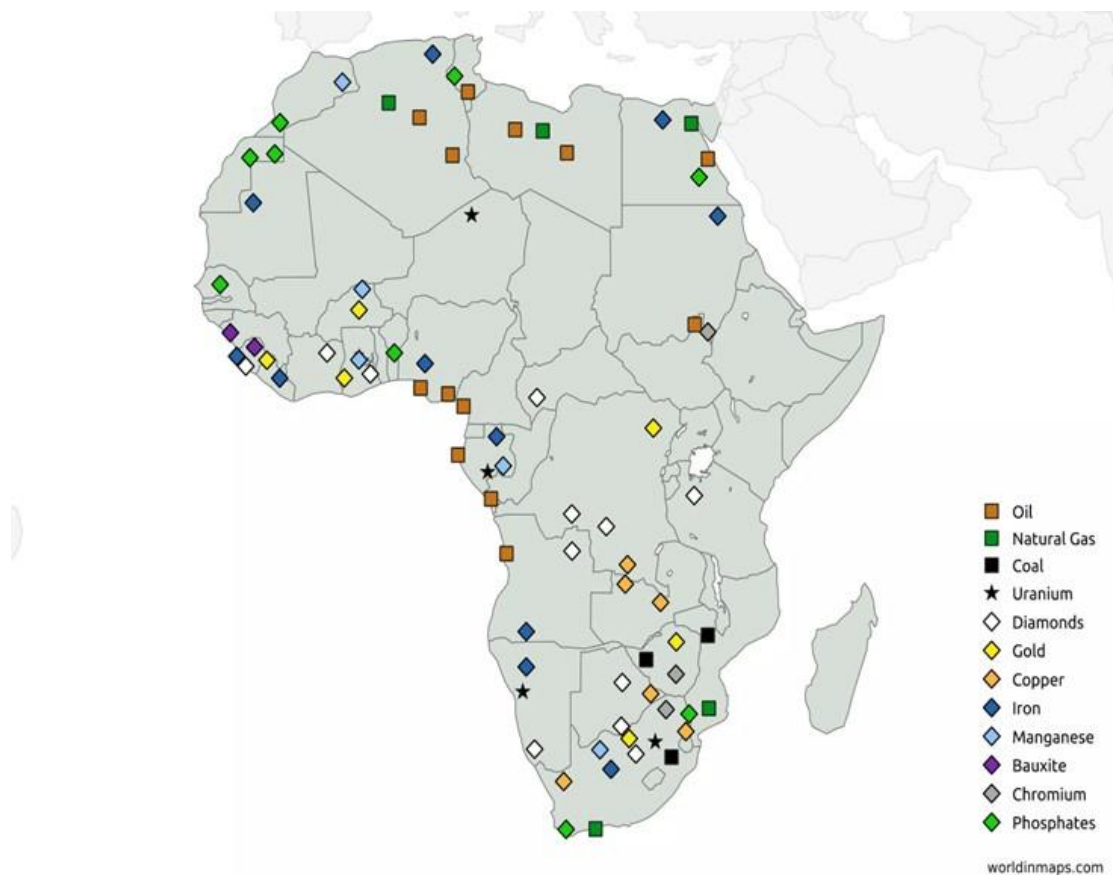 Oil
Natural Gas
Coal
Uranium
Diamonds
Gold
Copper
Iron
Manganese
Bauxite
Chromium
Phosphates
worldinmaps.com